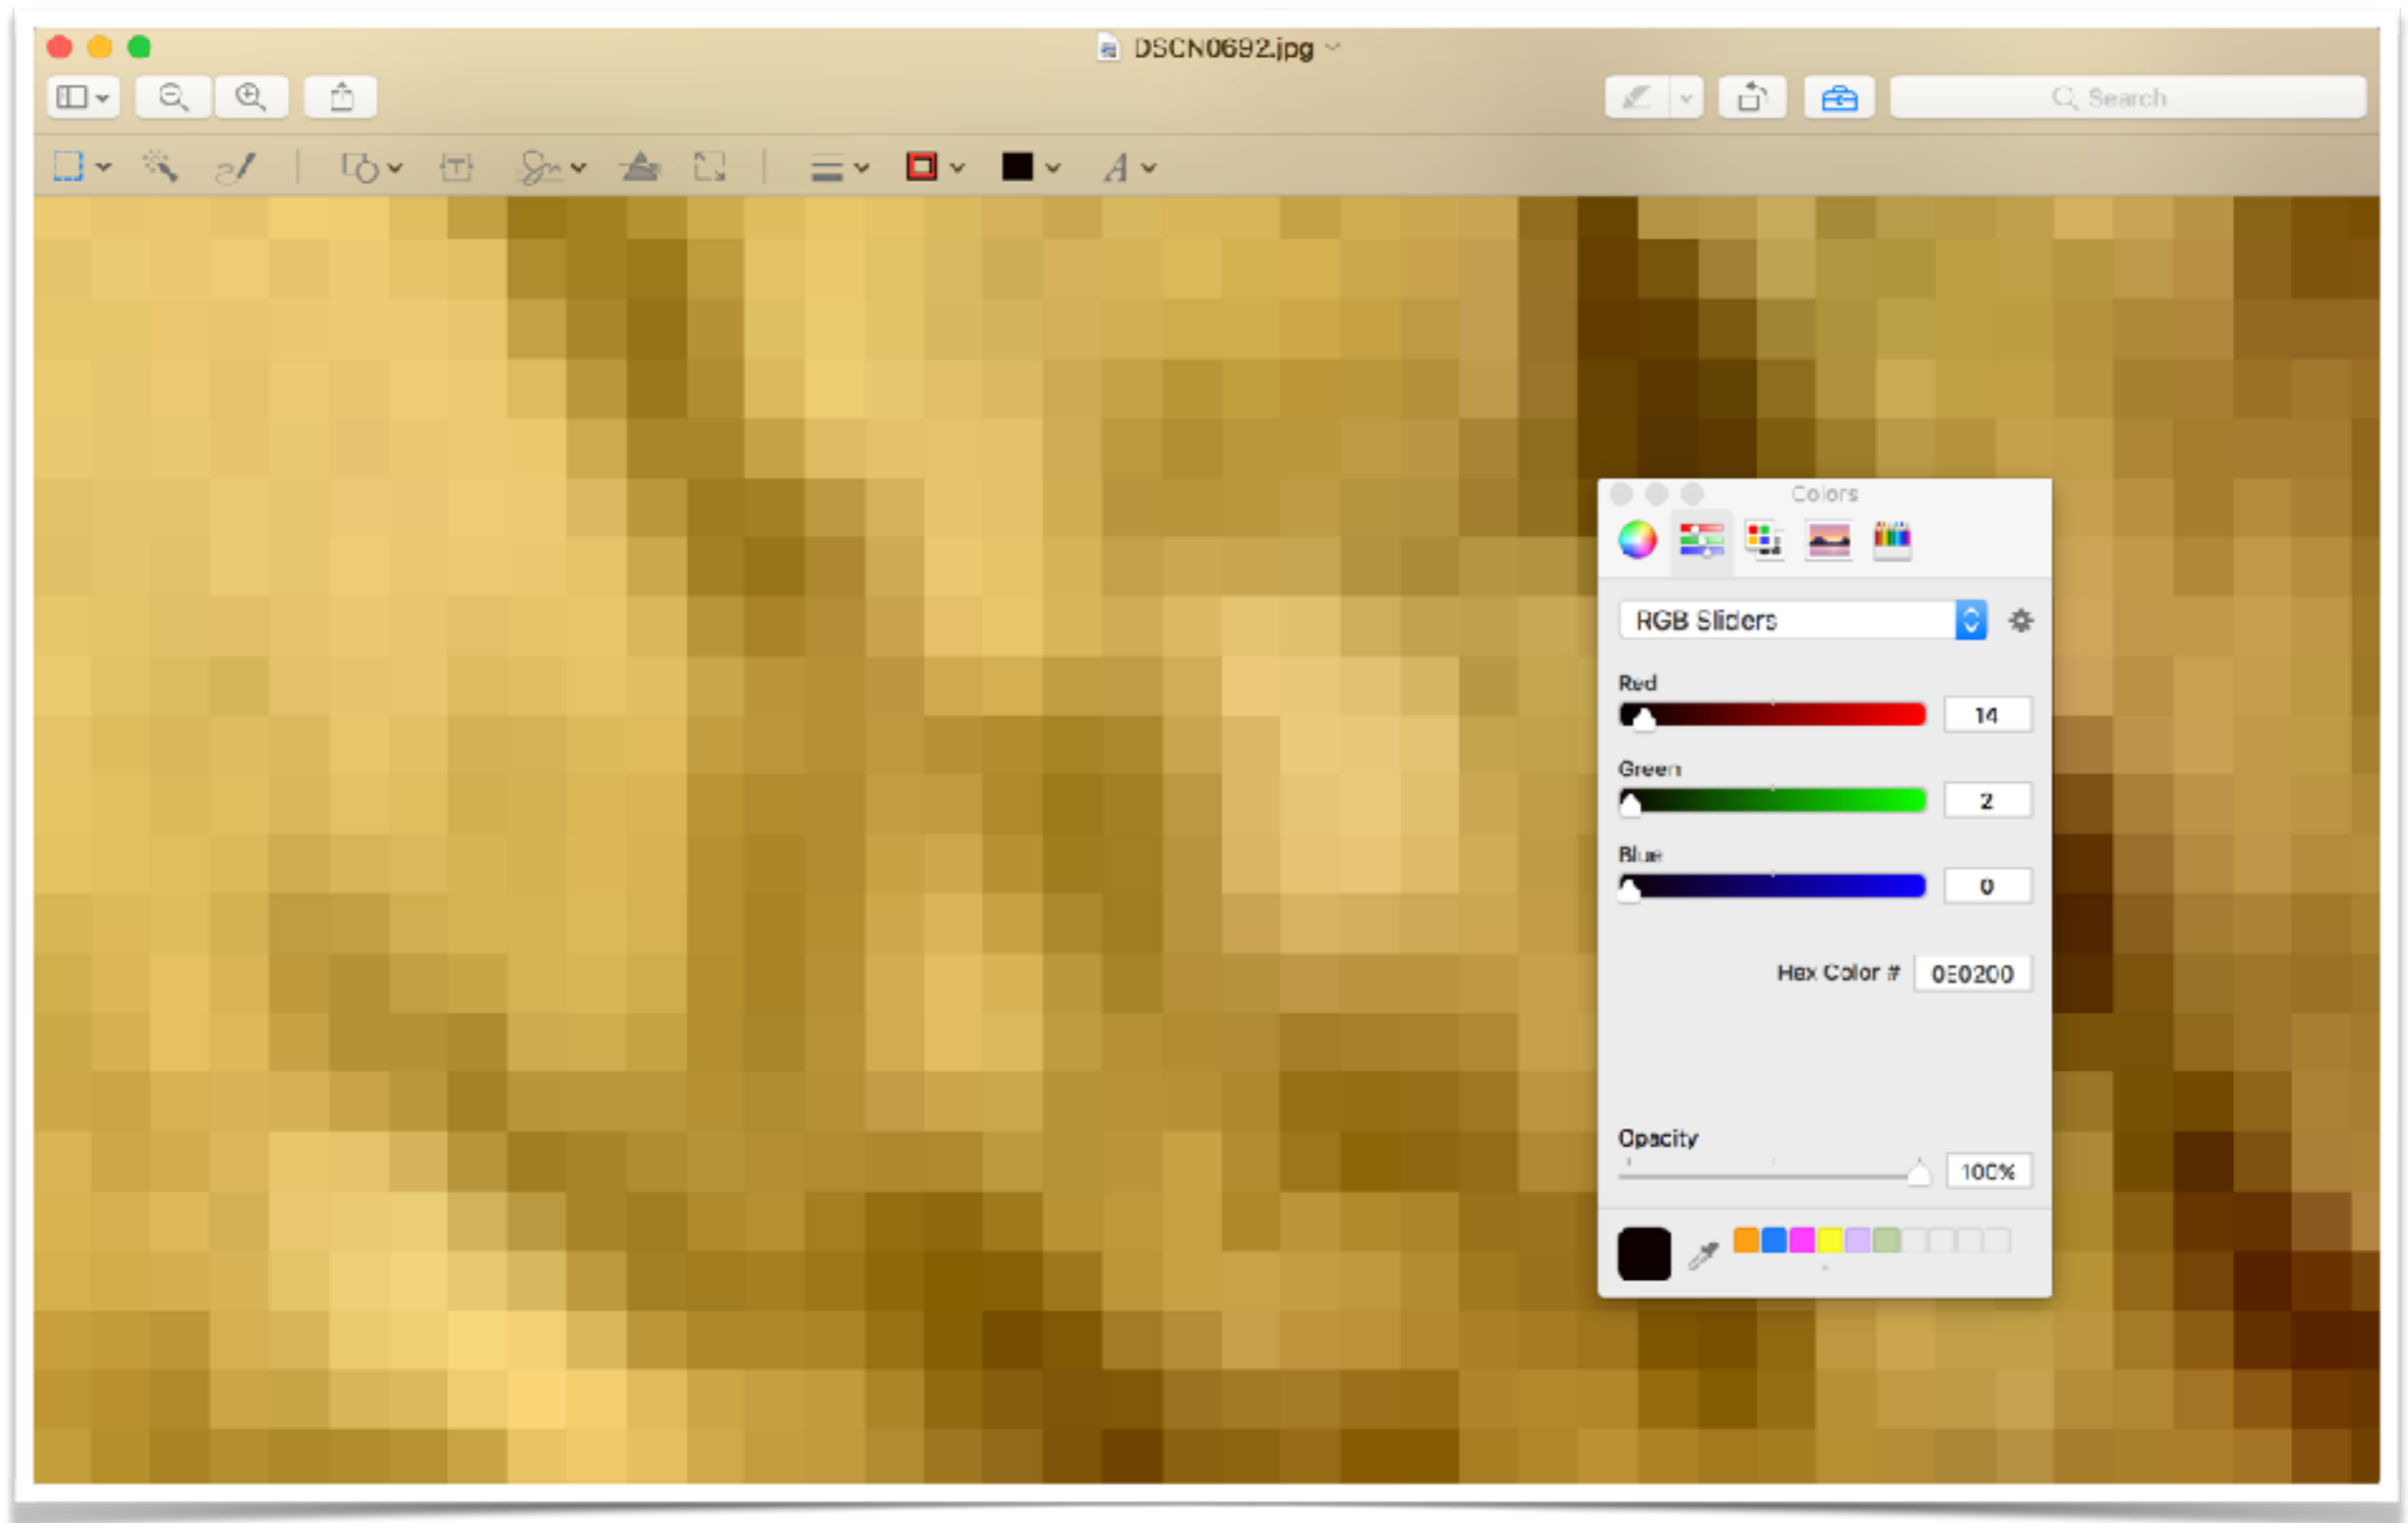 DSCN0692.jpg
Search
T
A
Colors
RGB Sliders
Red
14
Green
2
Blue
0
Hex Color # 0E0200
Opacity
100%